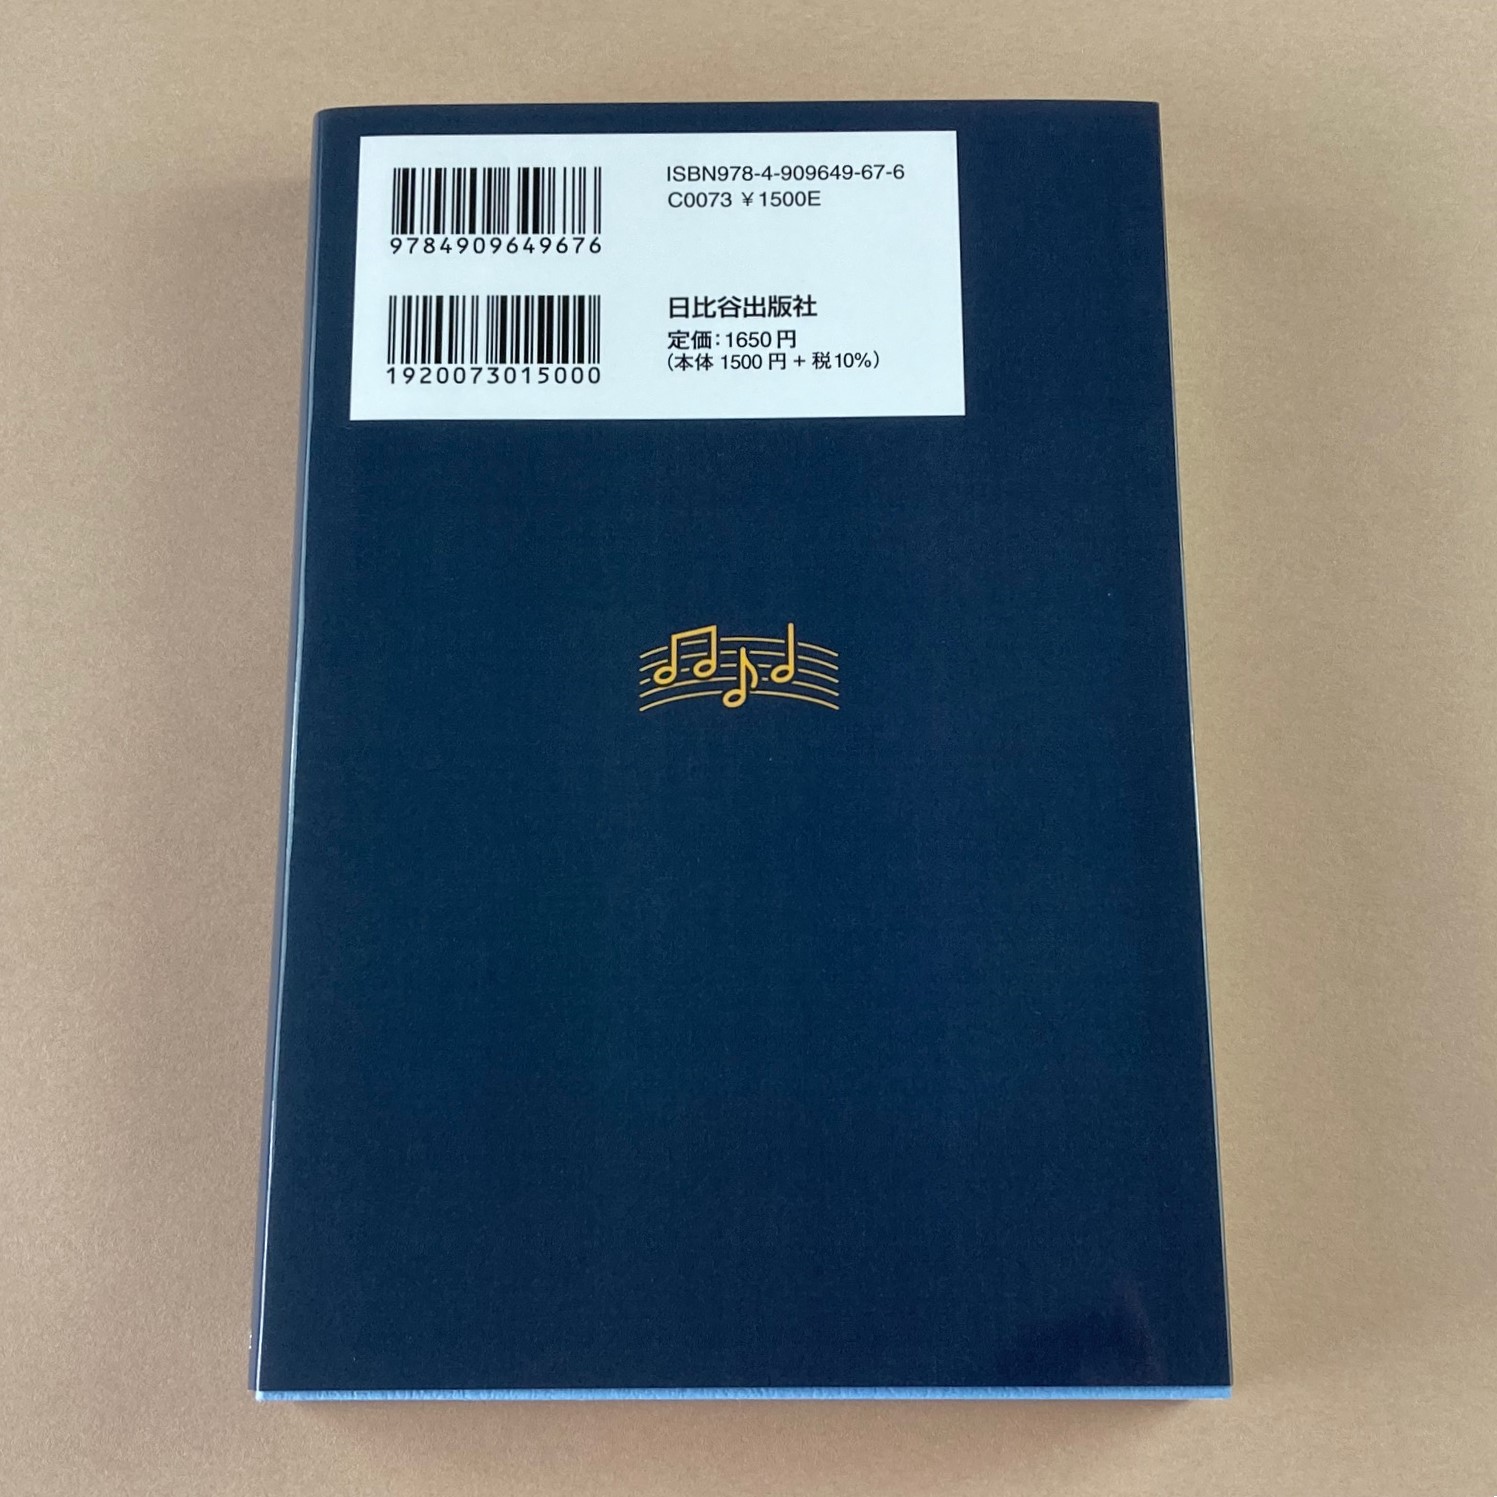 9784909649676
1920073015000
ISBN978-4-909649-67-6
C0073 ￥1500E
日比谷出版社
定価：1650円
（本体 1500 円 + 税10%）